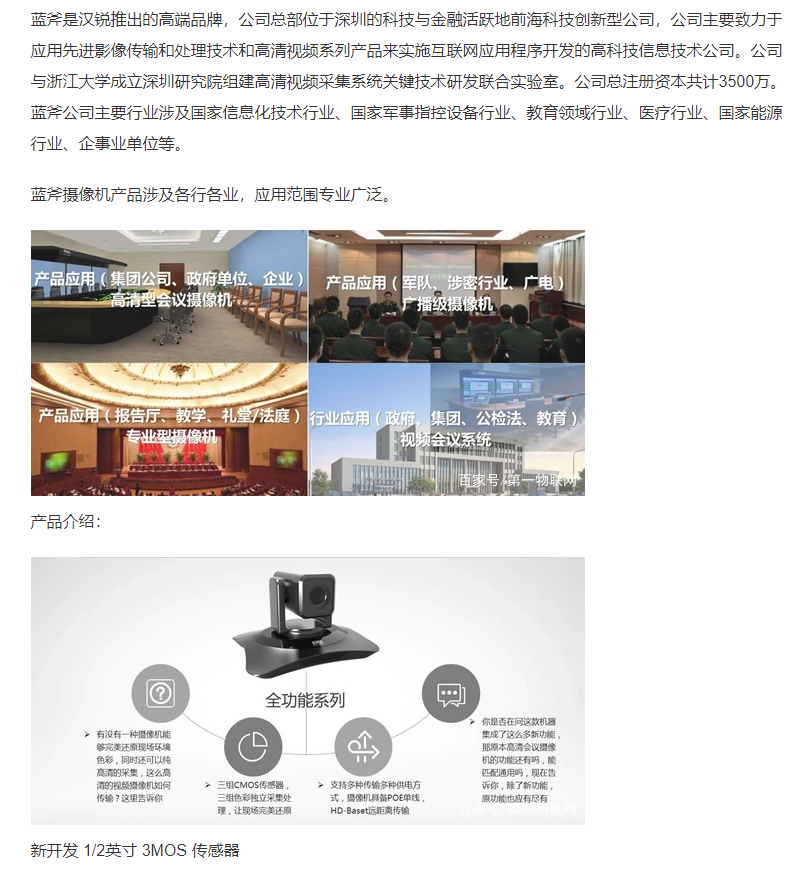 蓝斧是汉锐推出的高端品牌，公司总部位于深圳的科技与金融活跃地前海科技创新型公司，公司主要致力于
应用先进影像传输和处理技术和高清视频系列产品来实施互联网应用程序开发的高科技信息技术公司。公司
与浙江大学成立深圳研究院组建高清视频采集系统关键技术研发联合实验室。公司总注册资本共计3500万。
蓝斧公司主要行业涉及国家信息化技术行业、国家军事指控设备行业、教育领域行业、医疗行业、国家能源
行业、企事业单位等。
蓝斧摄像机产品涉及各行各业，应用范围专业广泛。
产品应用（集团公司、政府单位、企业）
高清型会议摄像机
产品应用（军队、涉密行业、广电）
广播级摄像机
产品应用（报告厅、教学、礼堂/法庭）
专业型摄像机
行业应用（政府、集团、公检法、教育）
视频会议系统
百家号/第一物联网
产品介绍：
全功能系列
有没有一种摄像机能
够完美还原现场环境
色彩，同时还可以纯
高清的采集，这么高
清的视频摄像机如何
传输？这里告诉你
三组CMOS传感器，
三组色彩独立采集处
理，让现场完美还原
支持多种传输多种供电方
式，摄像机具备POE单线，
HD-Baset远距离传输
你是否在问这款机器
集成了这么多新功能，
那原本高清会议摄像
机的功能还有吗，能
匹配通用吗，现在告
诉你，除了新功能，
原功能也应有尽有
百家号/第一物联网
新开发 1/2英寸 3MOS 传感器